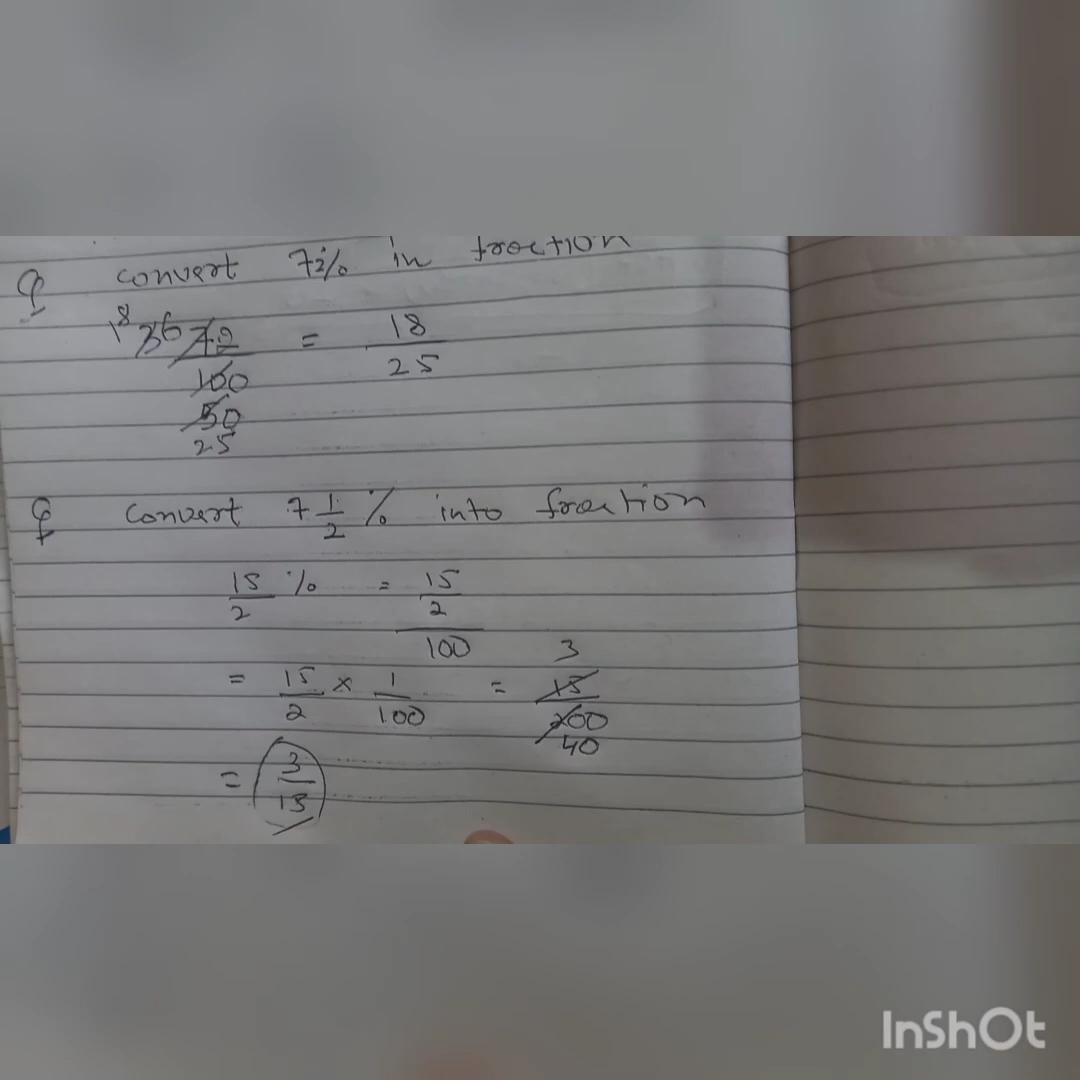 Q convert 72% in fraction
18 36 72 = 18
100 25
50
25
Q convert 7 1/2 % into fraction
15/2 % = 15/2
100
3
= 15/2 x 1/100 = 15/200
40
= 3/15
InShOt